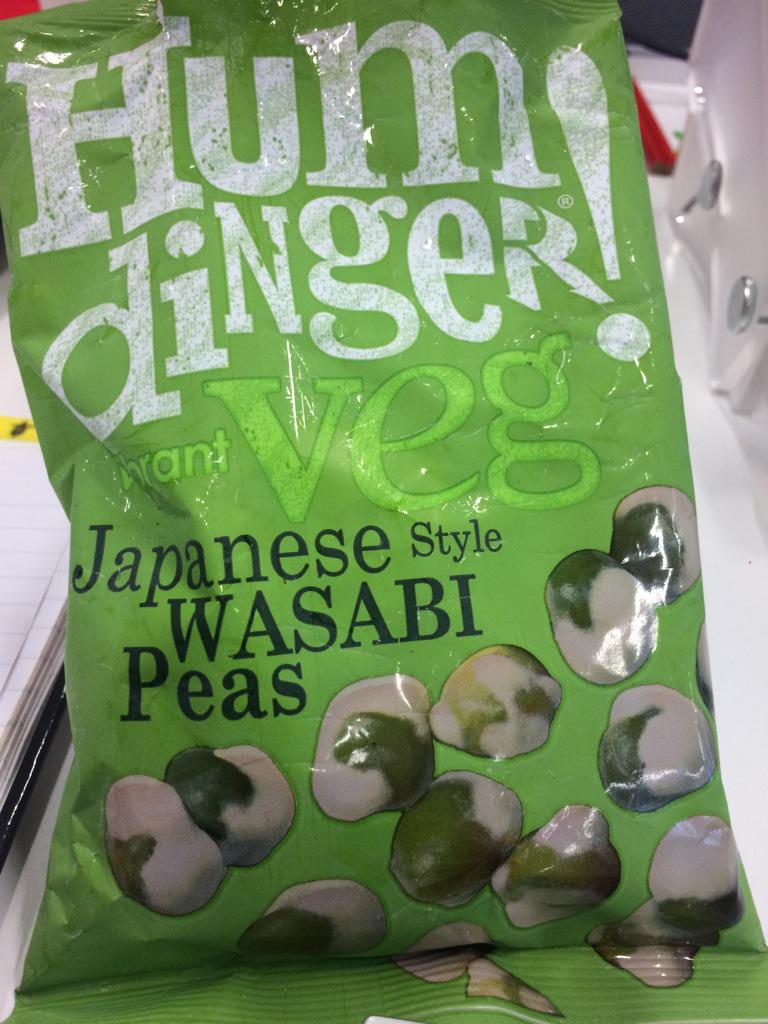 Hum
dinger!®
veg
Japanese Style
WASABI
Peas